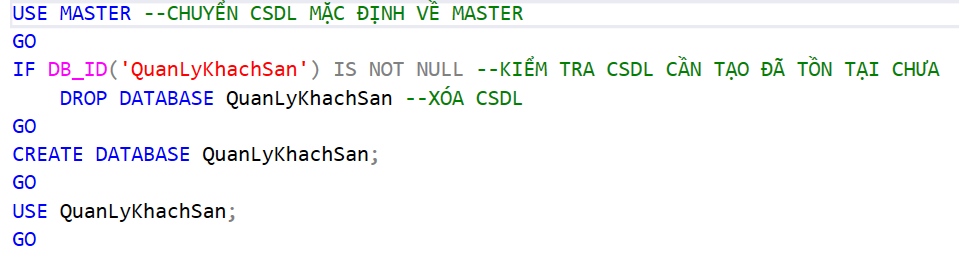 USE MASTER --CHUYỂN CSDL MẶC ĐỊNH VỀ MASTER
GO
IF DB_ID('QuanLyKhachSan') IS NOT NULL --KIỂM TRA CSDL CẦN TẠO ĐÃ TỒN TẠI CHƯA
    DROP DATABASE QuanLyKhachSan --XÓA CSDL
GO
CREATE DATABASE QuanLyKhachSan;
GO
USE QuanLyKhachSan;
GO